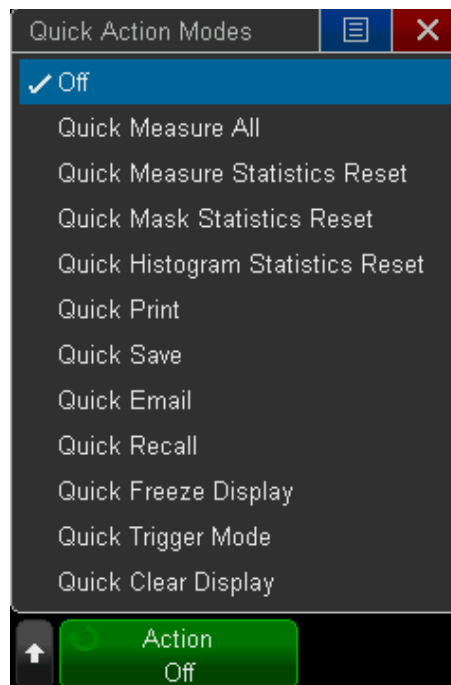 Quick Action Modes
Off
Quick Measure All
Quick Measure Statistics Reset
Quick Mask Statistics Reset
Quick Histogram Statistics Reset
Quick Print
Quick Save
Quick Email
Quick Recall
Quick Freeze Display
Quick Trigger Mode
Quick Clear Display
Action
Off